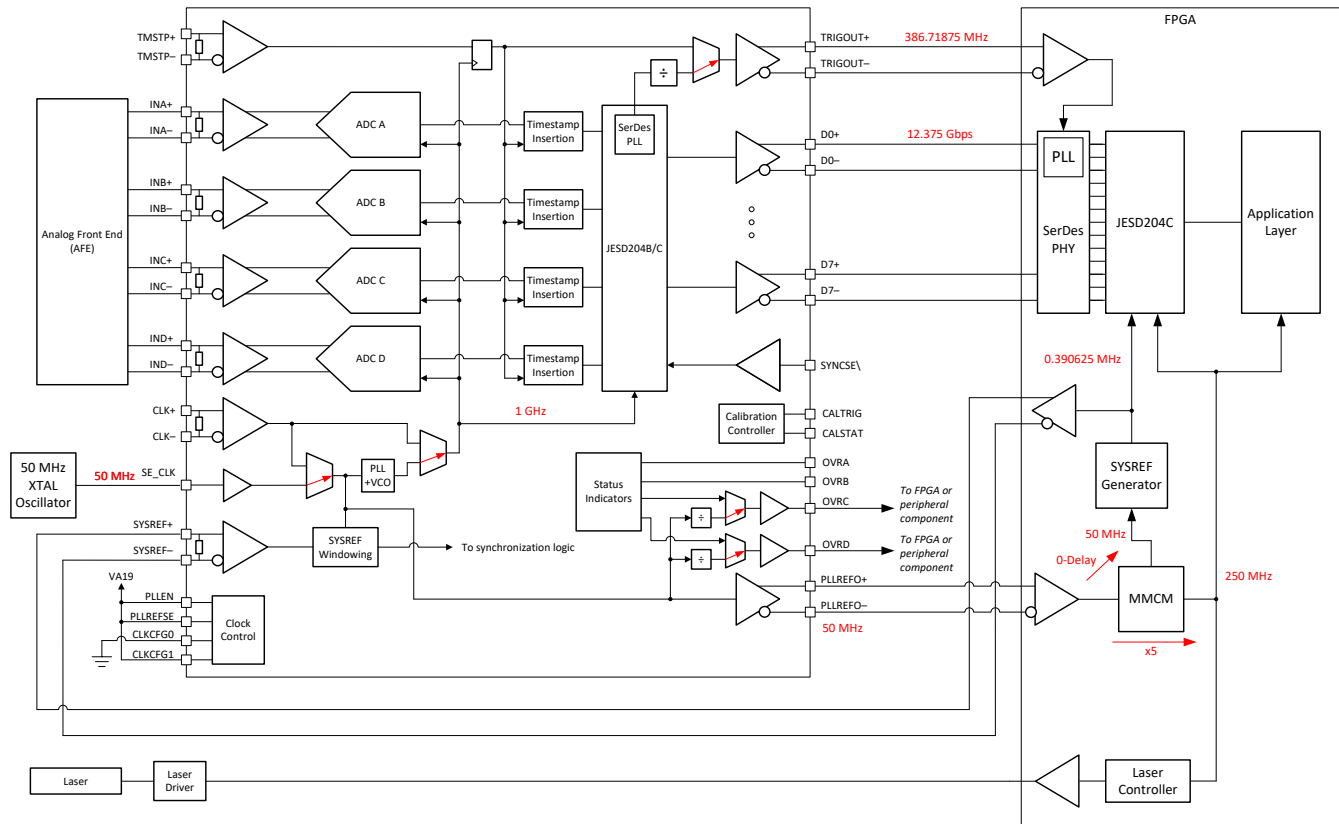 FPGA
TMSTP+
TMSTP–
TRIGOUT+
TRIGOUT–
386.71875 MHz
÷
Analog Front End
(AFE)
INA+
INA–
ADC A
Timestamp
Insertion
SerDes
PLL
D0+
D0–
12.375 Gbps
PLL
INB+
INB–
ADC B
Timestamp
Insertion
JESD204B/C
SerDes
PHY
JESD204C
Application
Layer
INC+
INC–
ADC C
Timestamp
Insertion
D7+
D7–
IND+
IND–
ADC D
Timestamp
Insertion
SYNCSE\
0.390625 MHz
CLK+
CLK–
1 GHz
Calibration
Controller
CALTRIG
CALSTAT
50 MHz
XTAL
Oscillator
50 MHz
SE_CLK
PLL
+VCO
Status
Indicators
OVRA
OVRB
OVRC
OVRD
÷
÷
To FPGA or
peripheral
component
To FPGA or
peripheral
component
SYSREF
Generator
SYSREF+
SYSREF–
SYSREF
Windowing
To synchronization logic
50 MHz
0-Delay
VA19
PLLEN
PLLREFSE
CLKCFG0
CLKCFG1
Clock
Control
PLLREFO+
PLLREFO–
50 MHz
MMCM
x5
250 MHz
Laser
Laser
Driver
Laser
Controller